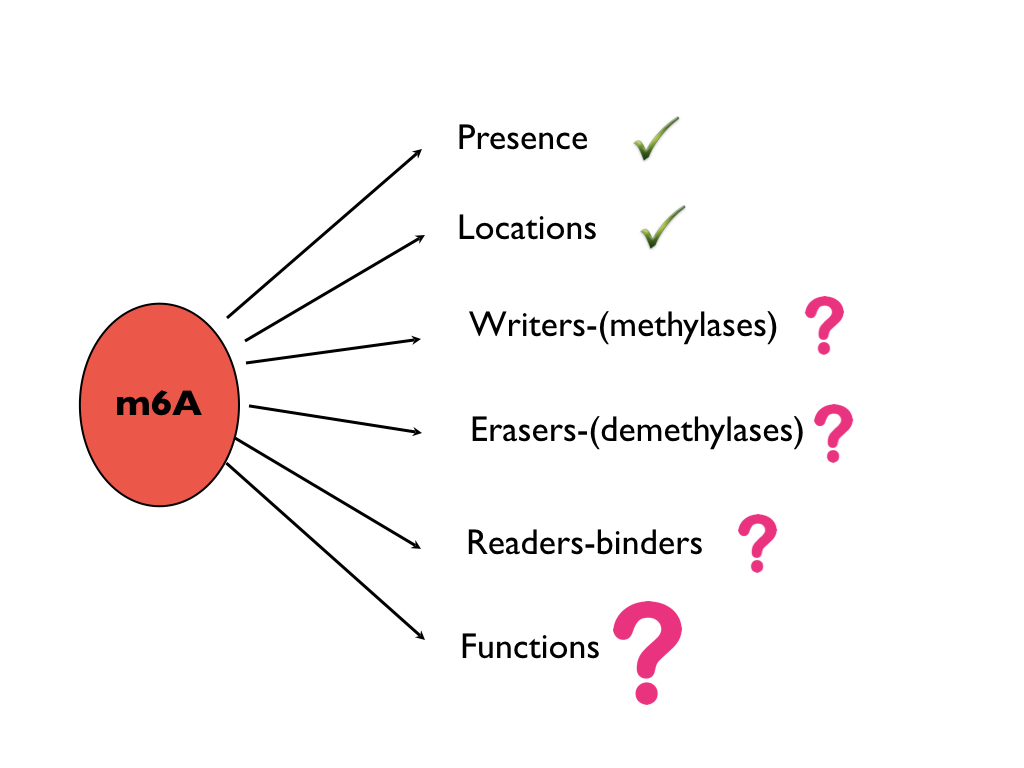 Presence
Locations
Writers-(methylases)
m6A
Erasers-(demethylases)
Readers-binders
Functions